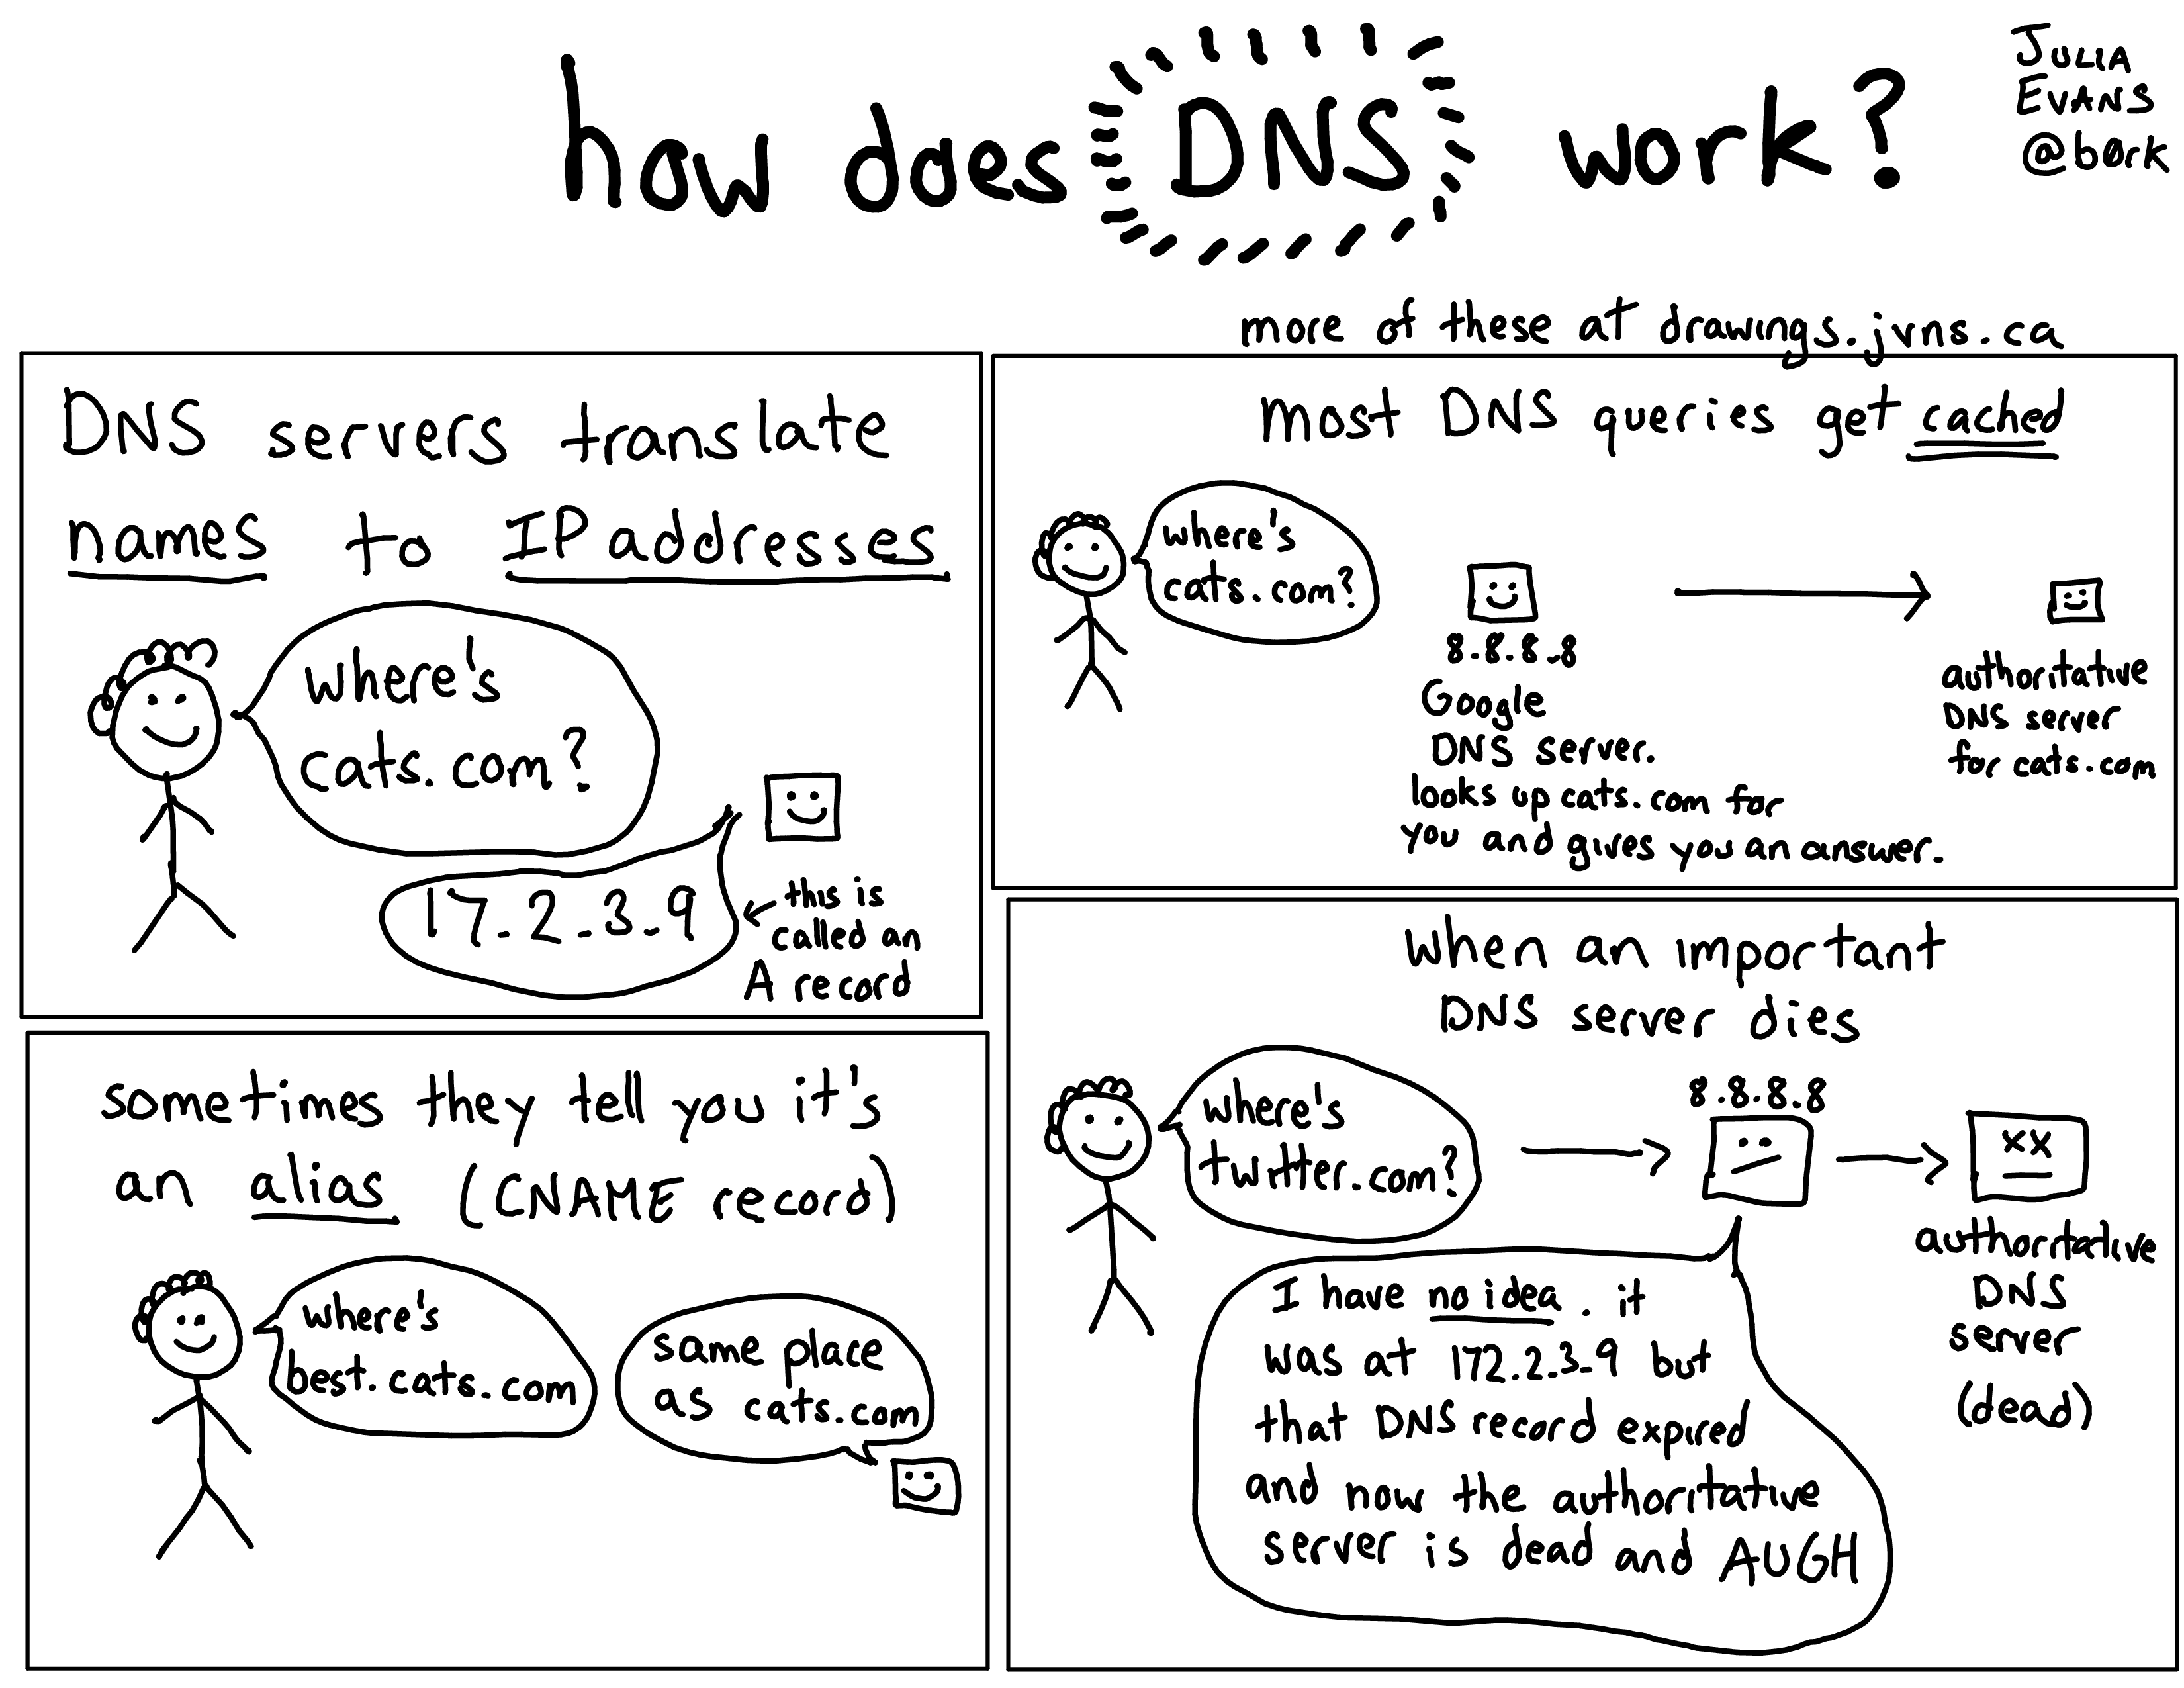 how does DNS work?
JULIA
EVANS
@b0rk
more of these at drawings.jvns.ca
DNS servers translate
names to IP addresses
where's
cats.com?
17.2.3.9
this is
called an
A record
most DNS queries get cached
where's
cats.com?
8.8.8.8
Google
DNS server.
looks up cats.com for
you and gives you an answer.
authoritative
DNS server
for cats.com
sometimes they tell you it's
an alias (CNAME record)
where's
best.cats.com
same place
as cats.com
when an important
DNS server dies
where's
twitter.com?
8.8.8.8
authoritative
DNS
server
(dead)
I have no idea. it
was at 172.2.3.9 but
that DNS record expired
and now the authoritative
server is dead and AUGH